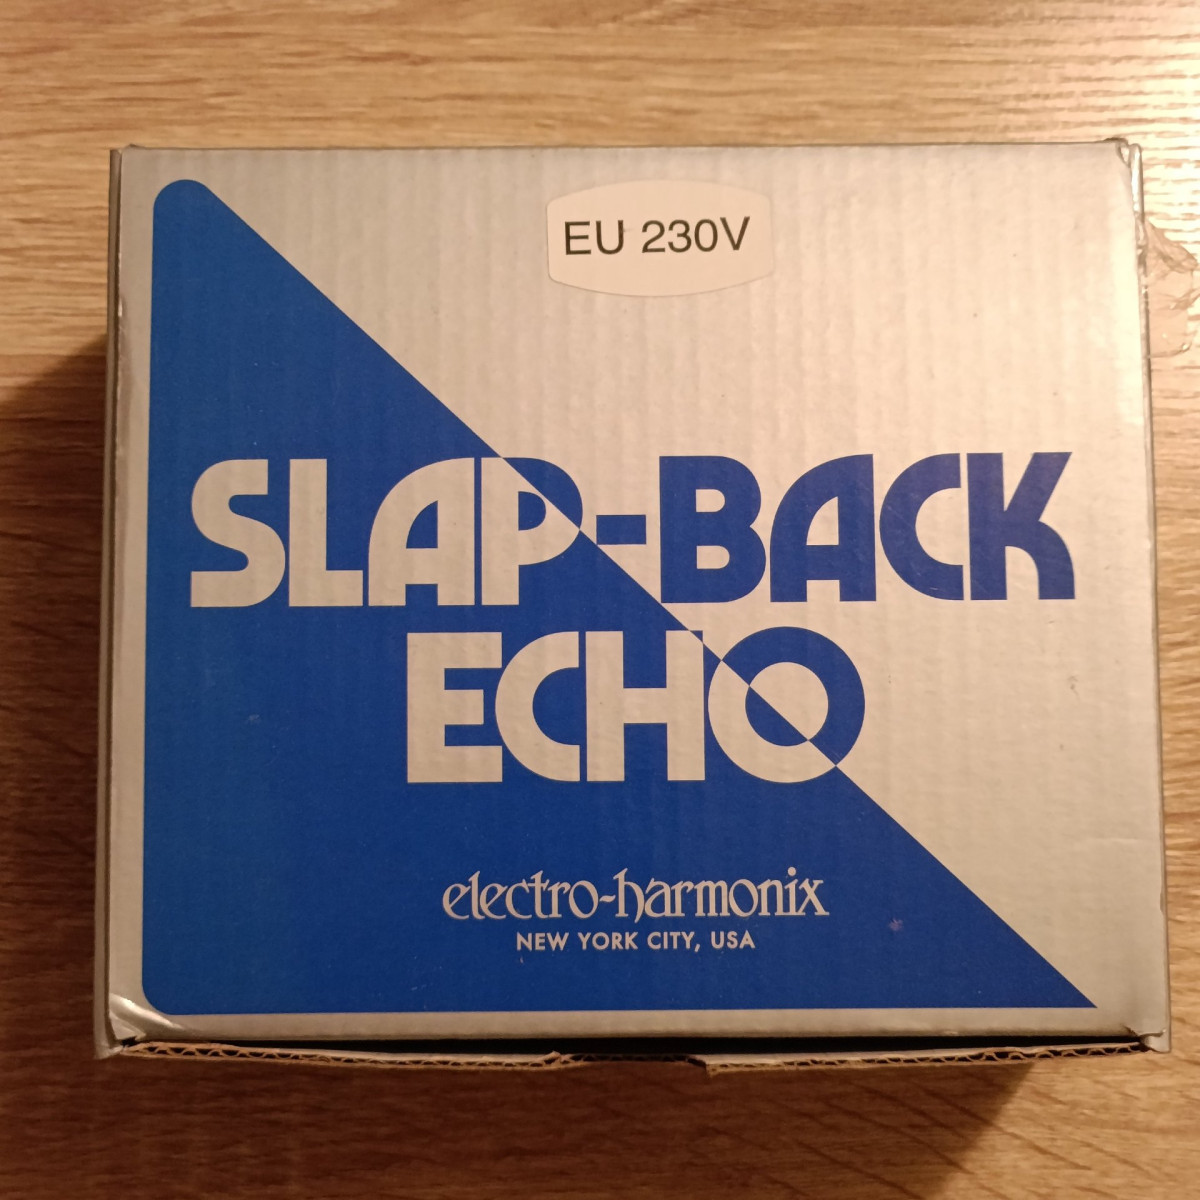 EU 230V
SLAP-BACK
ECHO
electro-harmonix
NEW YORK CITY, USA